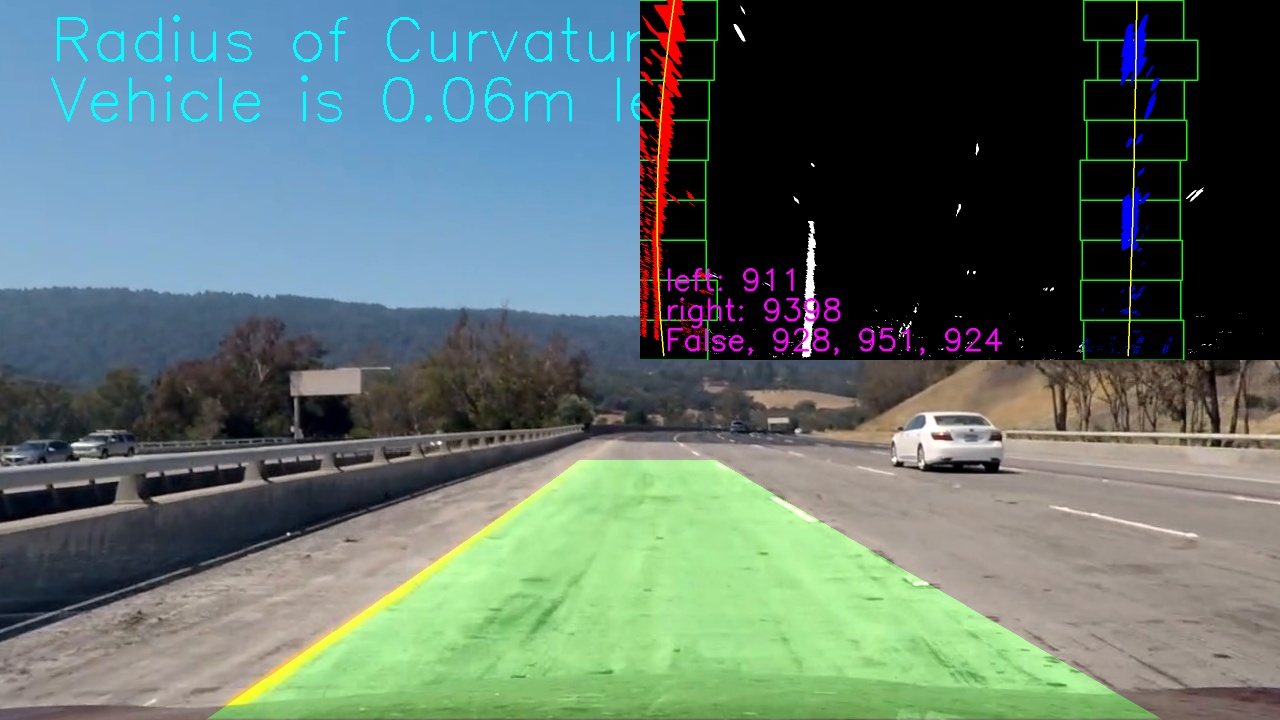 Radius of Curvatur
Vehicle is 0.06m le
left: 911
right: 9398
False, 928, 951, 924